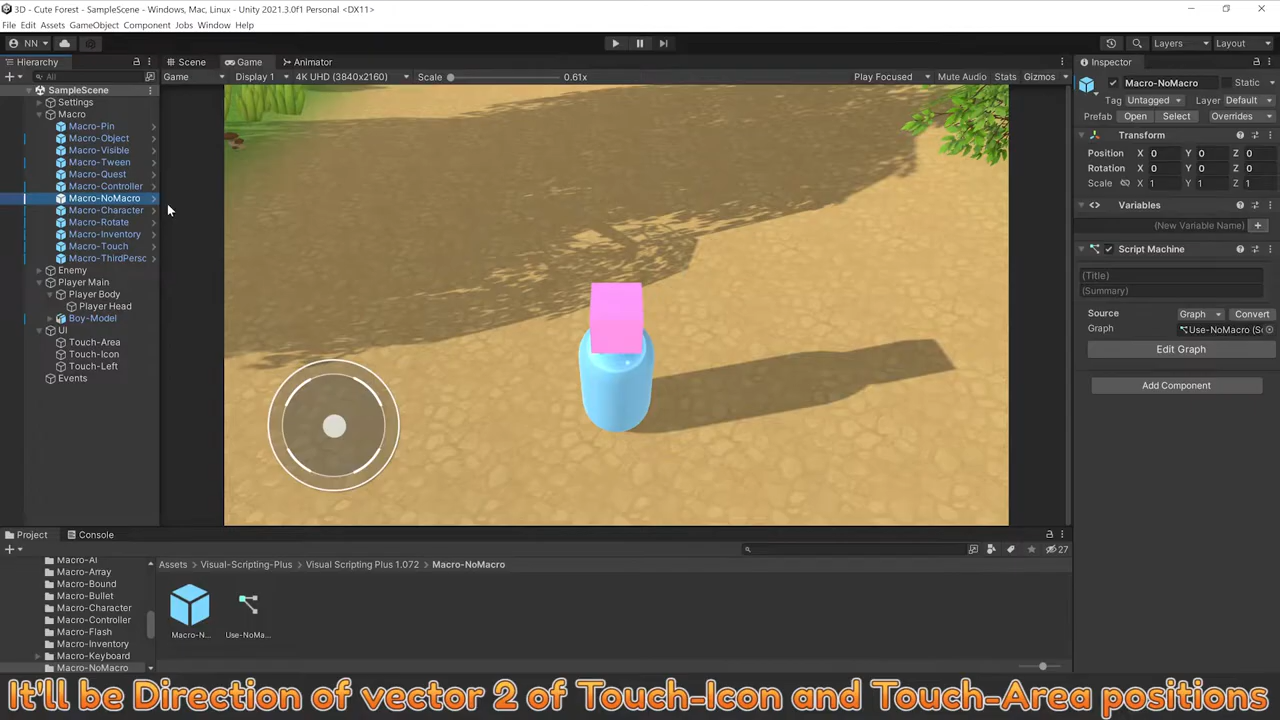 3D - Cute Forest - SampleScene - Windows, Mac, Linux - Unity 2021.3.0f1 Personal <DX11>
File Edit Assets GameObject Component Jobs Window Help
NN Layers Layout
Hierarchy Scene Game Animator Inspector
All Game Display 1 4K UHD (3840x2160) Scale 0.61x Play Focused Mute Audio Stats Gizmos
Macro-NoMacro Static
SampleScene
Settings
Tag Untagged Layer Default
Macro
Prefab Open Select Overrides
Macro-Pin
Macro-Object
Transform
Macro-Visible
Position X 0 Y 0 Z 0
Macro-Tween
Rotation X 0 Y 0 Z 0
Macro-Quest
Scale X 1 Y 1 Z 1
Macro-Controller
Macro-NoMacro
Variables
Macro-Character
(New Variable Name)
Macro-Rotate
Macro-Inventory
Macro-Touch
Script Machine
Macro-ThirdPerso
Enemy
(Title)
Player Main
(Summary)
Player Body
Player Head
Source Graph Convert
Boy-Model
Graph Use-NoMacro (Sc
UI
Touch-Area
Edit Graph
Touch-Icon
Touch-Left
Events
Add Component
Project Console
27
Macro-AI
Assets Visual-Scripting-Plus Visual Scripting Plus 1.072 Macro-NoMacro
Macro-Array
Macro-Bound
Macro-Bullet
Macro-Character
Macro-Controller
Macro-Flash
Macro-N... Use-NoMa...
Macro-Inventory
Macro-Keyboard
Macro-NoMacro
It'll be Direction of vector 2 of Touch-Icon and Touch-Area positions